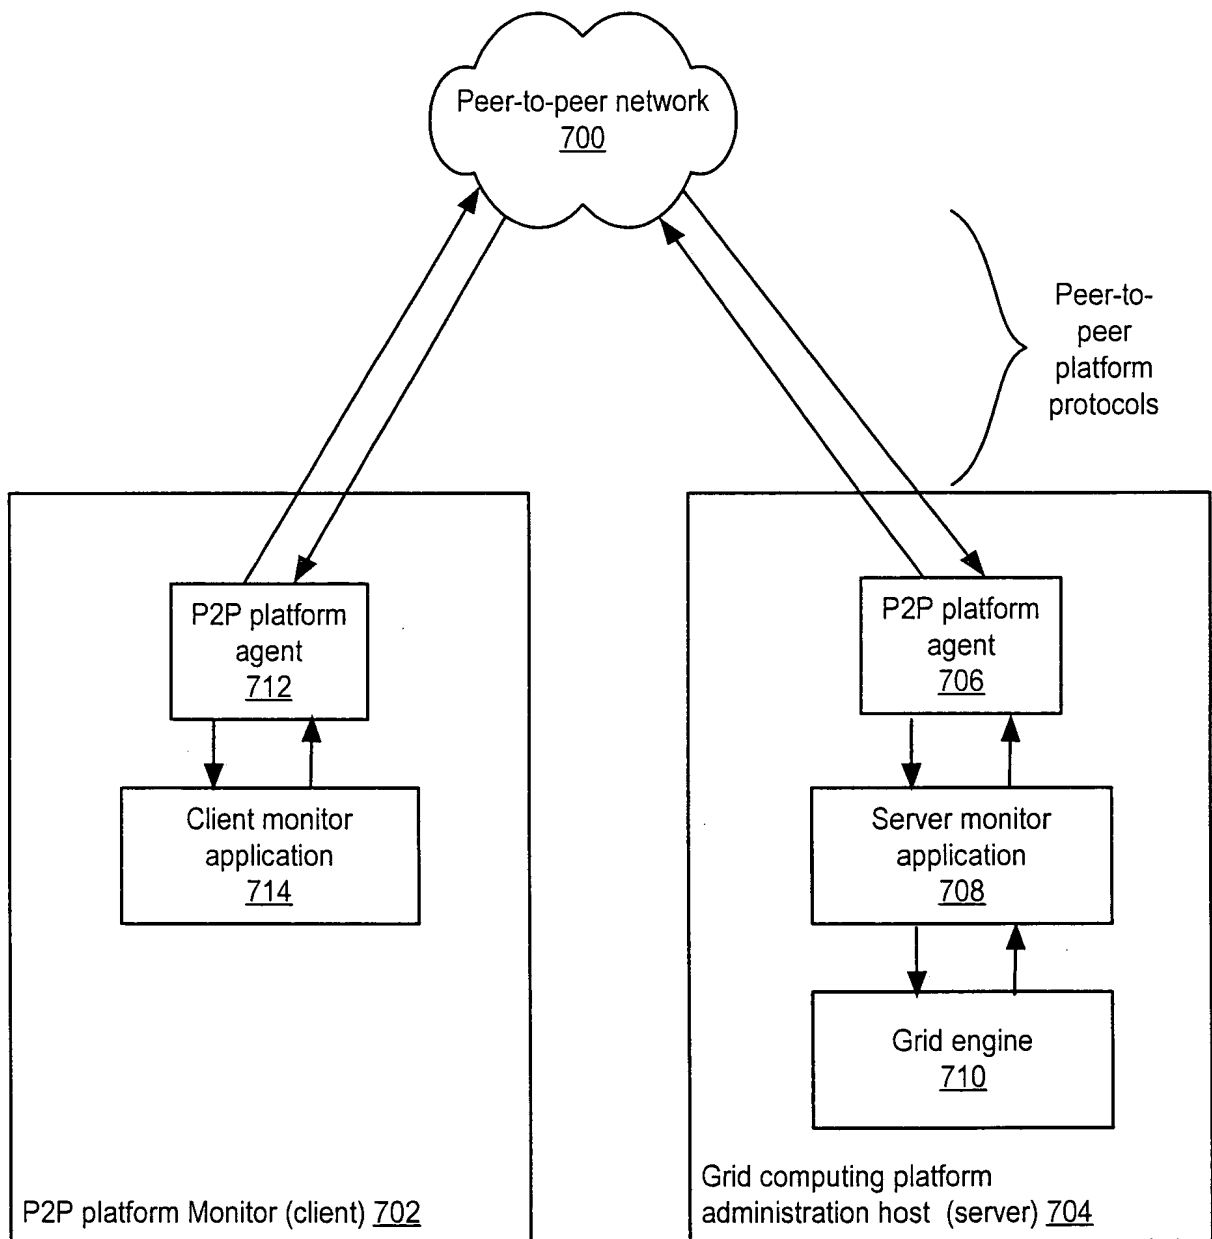 Peer-to-peer network
700
Peer-to-
peer
platform
protocols
P2P platform
agent
712
Client monitor
application
714
P2P platform Monitor (client) 702
P2P platform
agent
706
Server monitor
application
708
Grid engine
710
Grid computing platform
administration host (server) 704